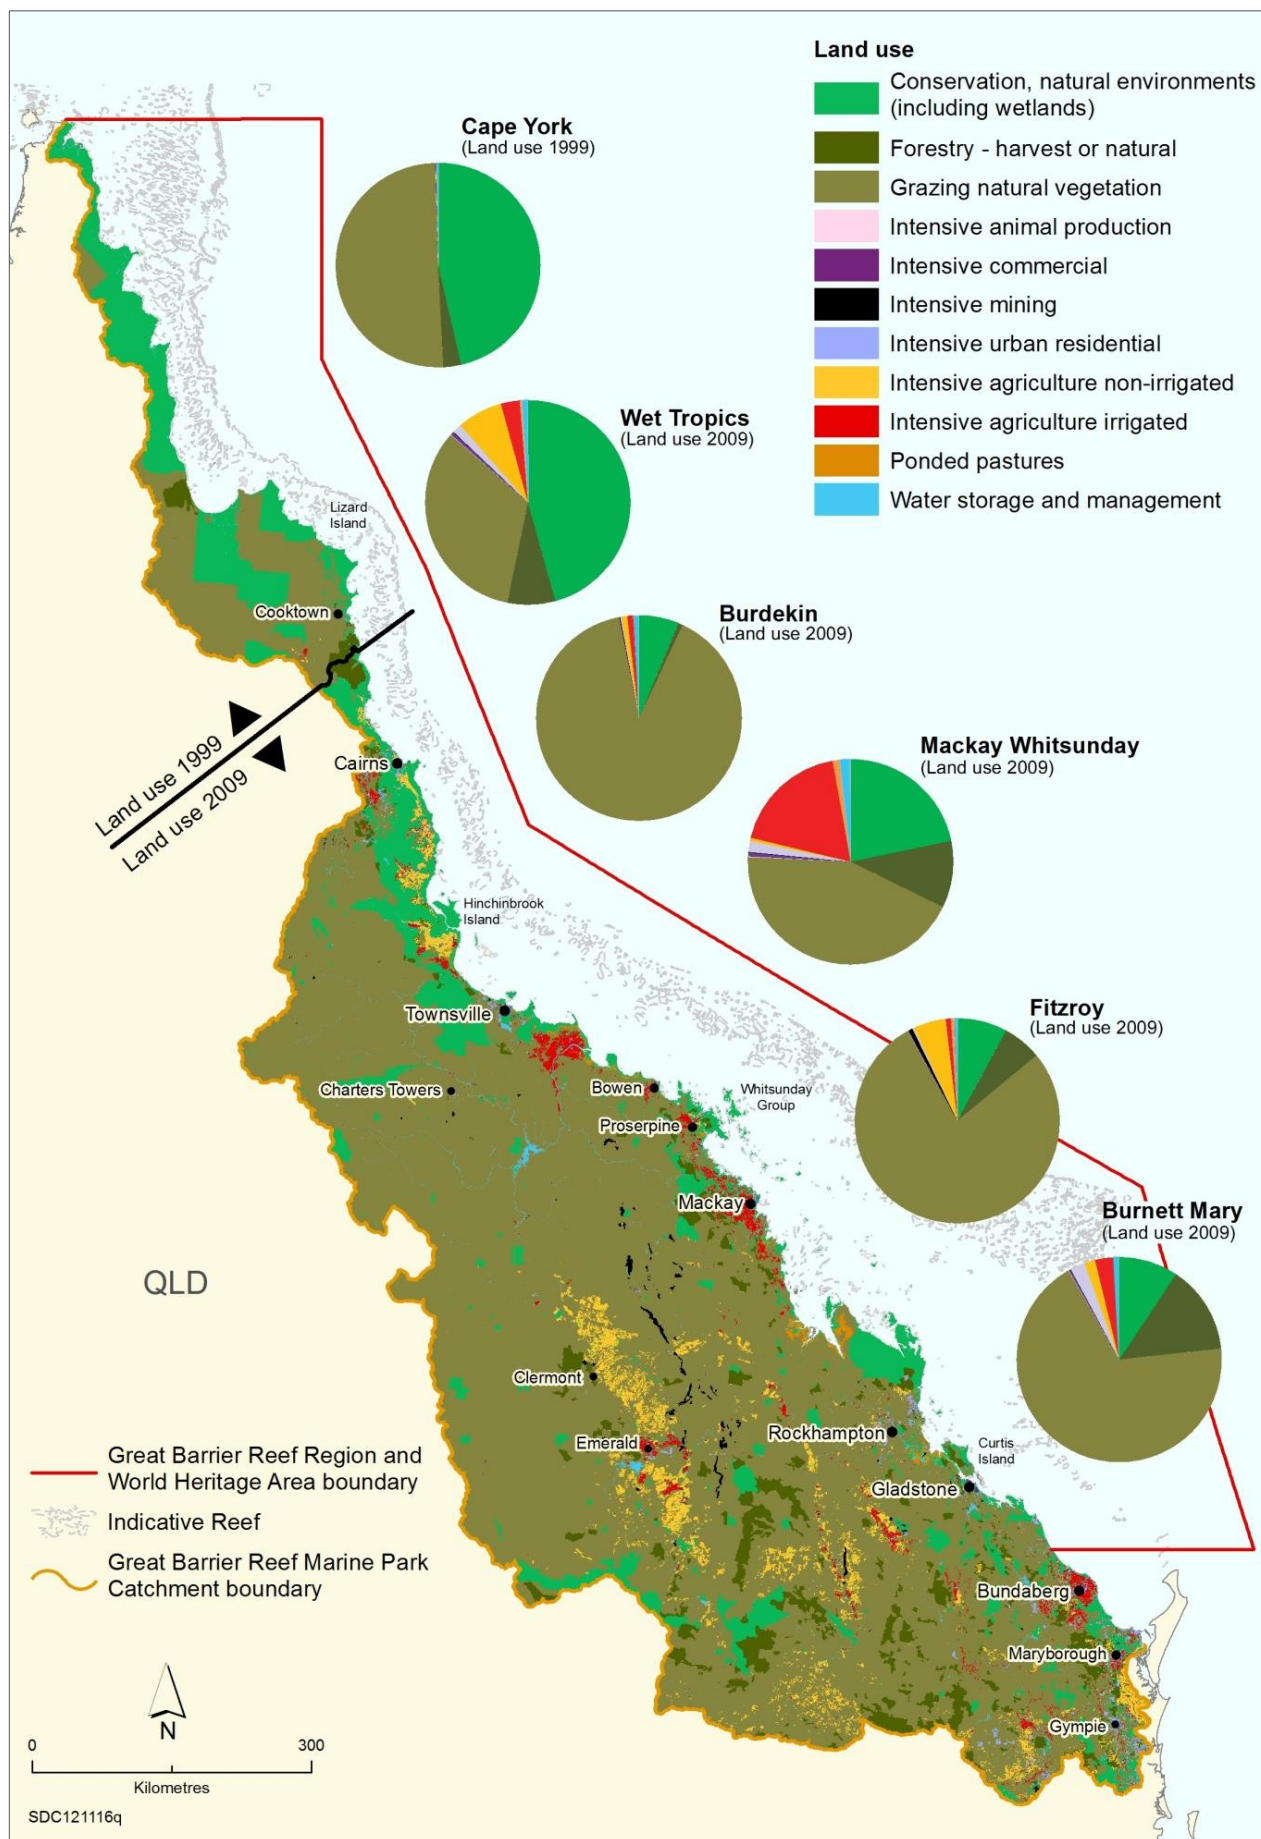 Land use
Conservation, natural environments
(including wetlands)
Forestry - harvest or natural
Grazing natural vegetation
Intensive animal production
Intensive commercial
Intensive mining
Intensive urban residential
Intensive agriculture non-irrigated
Intensive agriculture irrigated
Ponded pastures
Water storage and management
Cape York
(Land use 1999)
Wet Tropics
(Land use 2009)
Burdekin
(Land use 2009)
Mackay Whitsunday
(Land use 2009)
Fitzroy
(Land use 2009)
Burnett Mary
(Land use 2009)
Lizard
Island
Cooktown
Land use 1999
Land use 2009
Cairns
Hinchinbrook
Island
Townsville
Charters Towers
Bowen
Whitsunday
Group
Proserpine
Mackay
QLD
Clermont
Emerald
Rockhampton
Curtis
Island
Gladstone
Bundaberg
Maryborough
Gympie
Great Barrier Reef Region and
World Heritage Area boundary
Indicative Reef
Great Barrier Reef Marine Park
Catchment boundary
N
0 300
Kilometres
SDC121116q